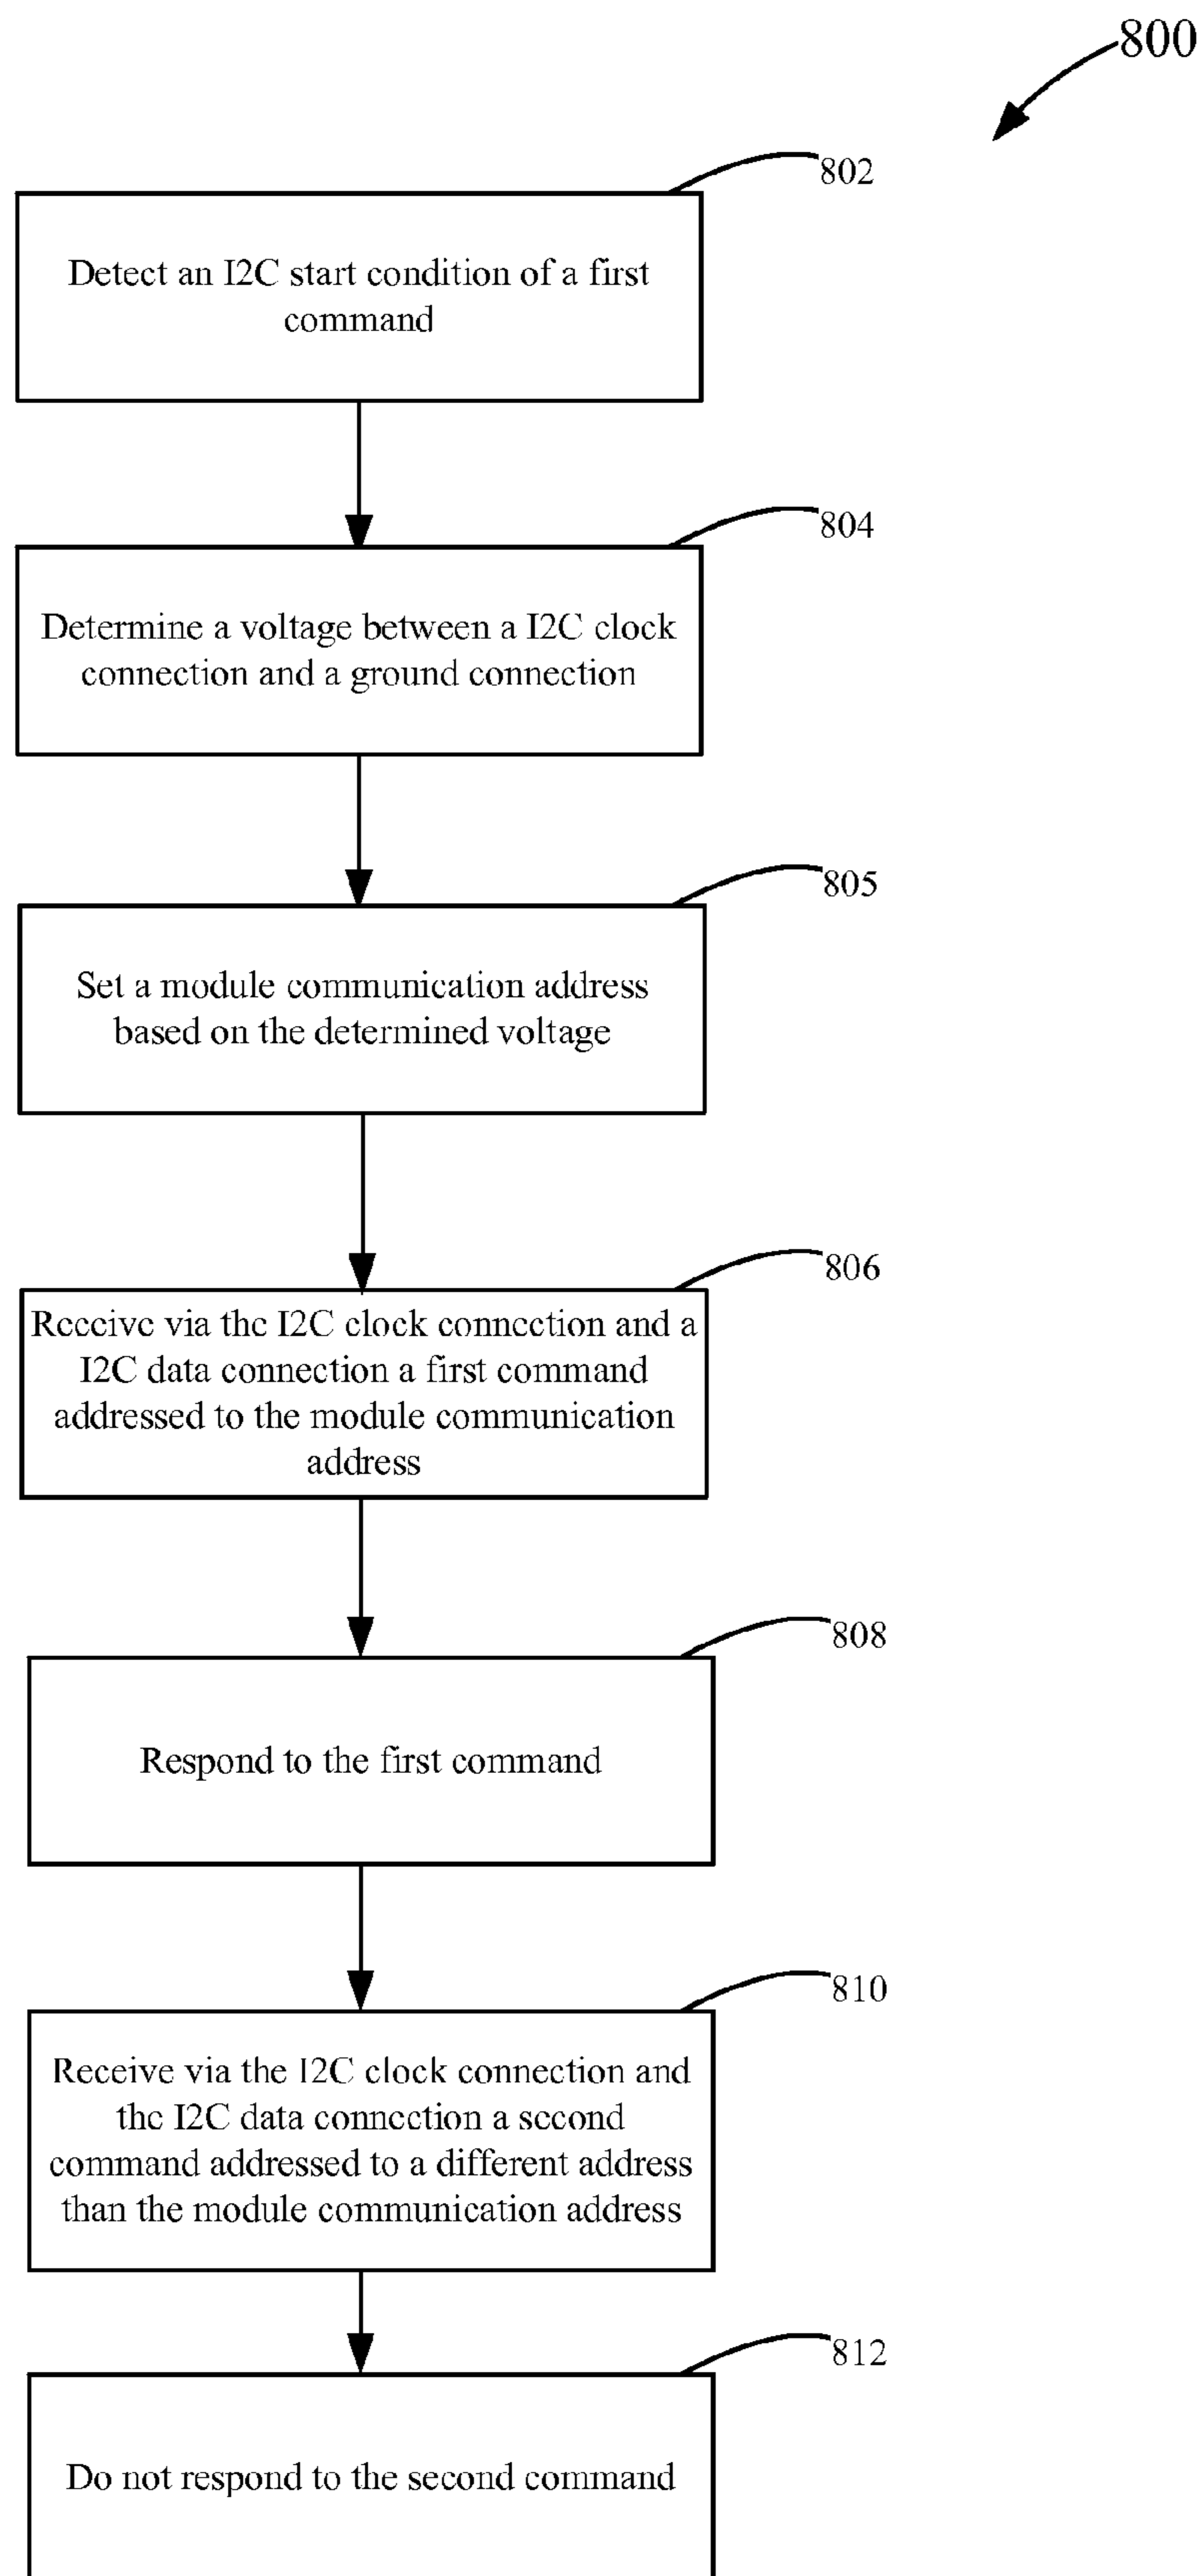 800
802
Detect an I2C start condition of a first
command
804
Determine a voltage between a I2C clock
connection and a ground connection
805
Set a module communication address
based on the determined voltage
806
Receive via the I2C clock connection and a
I2C data connection a first command
addressed to the module communication
address
808
Respond to the first command
810
Receive via the I2C clock connection and
the I2C data connection a second
command addressed to a different address
than the module communication address
812
Do not respond to the second command